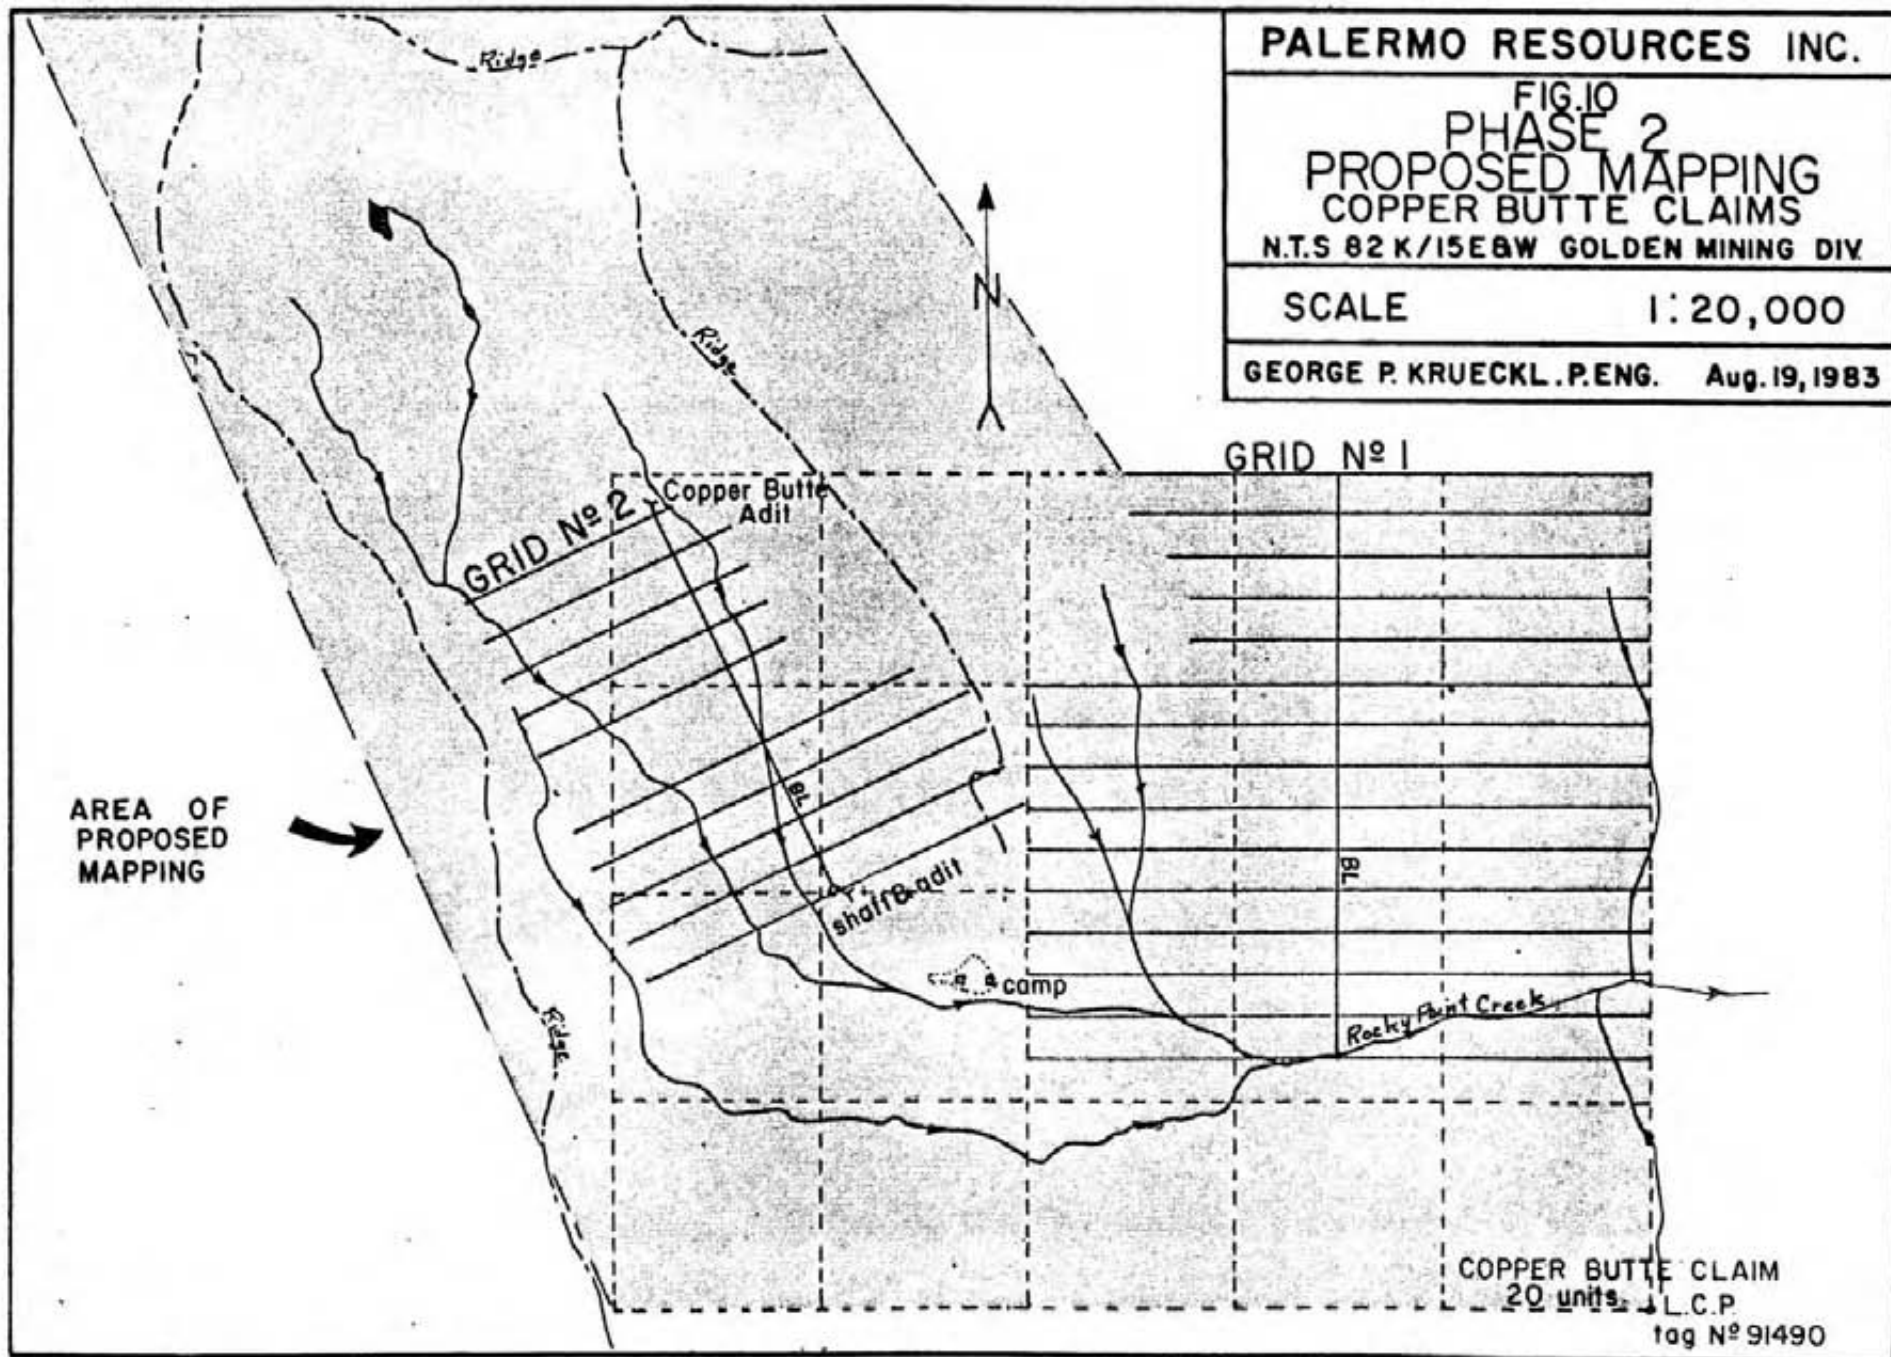 PALERMO RESOURCES INC.
FIG.10
PHASE 2
PROPOSED MAPPING
COPPER BUTTE CLAIMS
N.T.S 82 K/15E&W GOLDEN MINING DIV.
SCALE 1:20,000
GEORGE P. KRUECKL.P.ENG. Aug.19,1983
Ridge
Ridge
N
GRID Nº 1
GRID Nº 2
Copper Butte
Adit
BL
BL
AREA OF
PROPOSED
MAPPING
shaft & adit
camp
Rocky Point Creek
Ridge
COPPER BUTTE CLAIM
20 units.
L.C.P.
tag Nº 91490